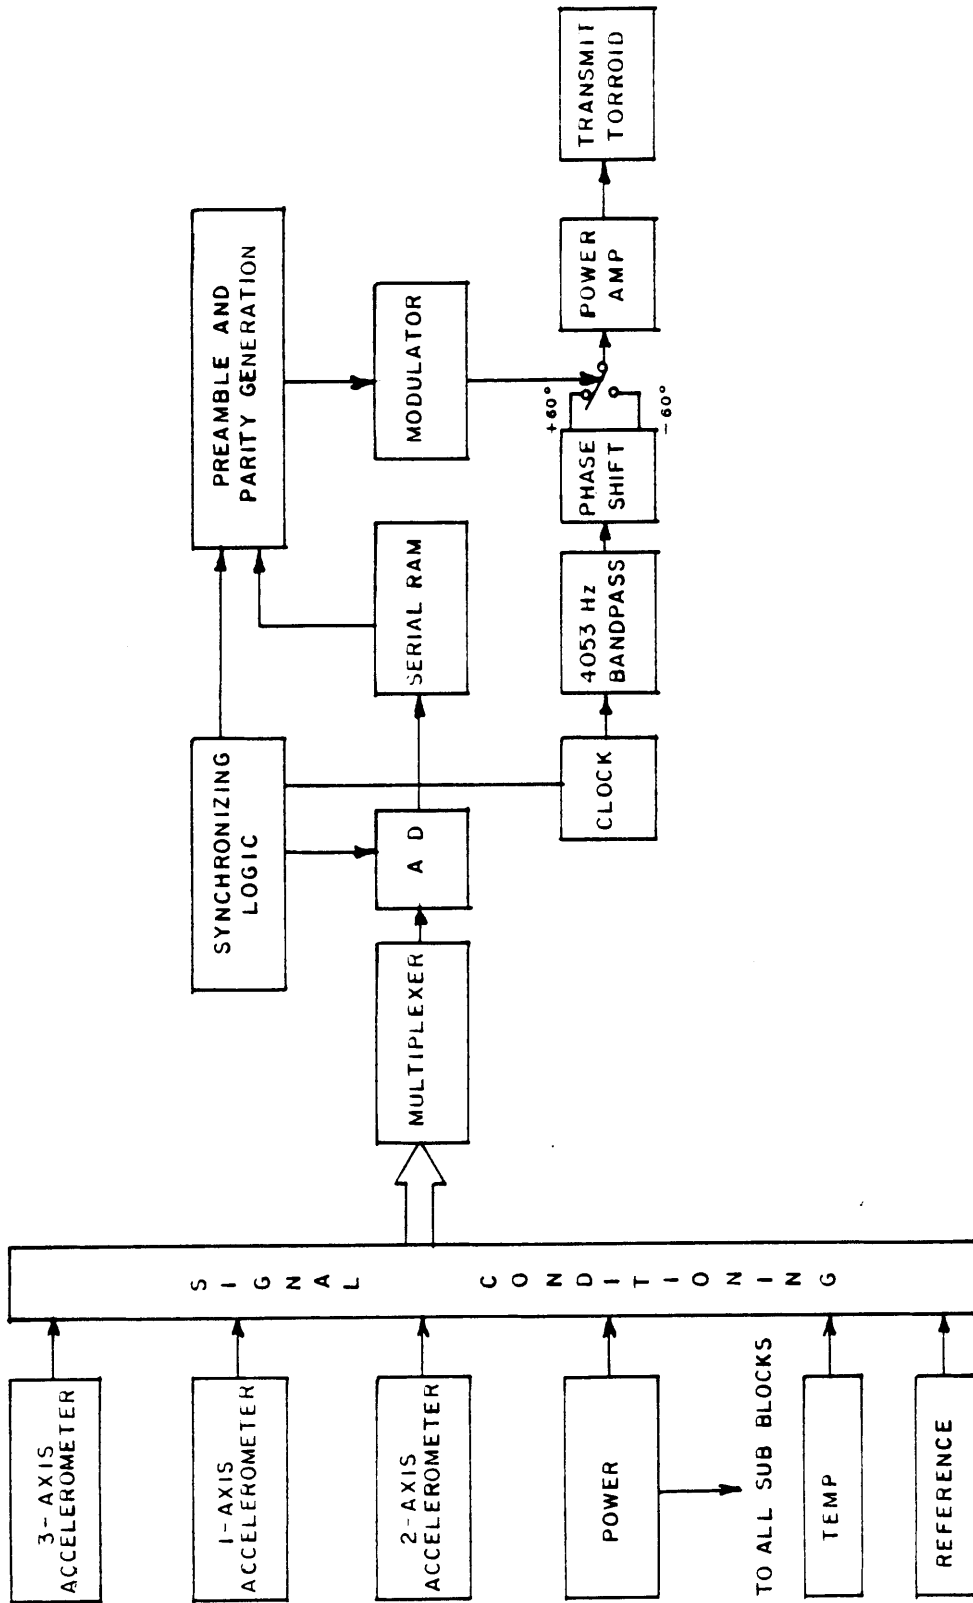 3-AXIS
ACCELEROMETER
1-AXIS
ACCELEROMETER
2-AXIS
ACCELEROMETER
POWER
TO ALL SUB BLOCKS
TEMP
REFERENCE
SIGNAL CONDITIONING
MULTIPLEXER
A D
SERIAL RAM
SYNCHRONIZING
LOGIC
PREAMBLE AND
PARITY GENERATION
MODULATOR
CLOCK
4053 Hz
BANDPASS
PHASE
SHIFT
+60°
-60°
POWER
AMP
TRANSMIT
TORROID